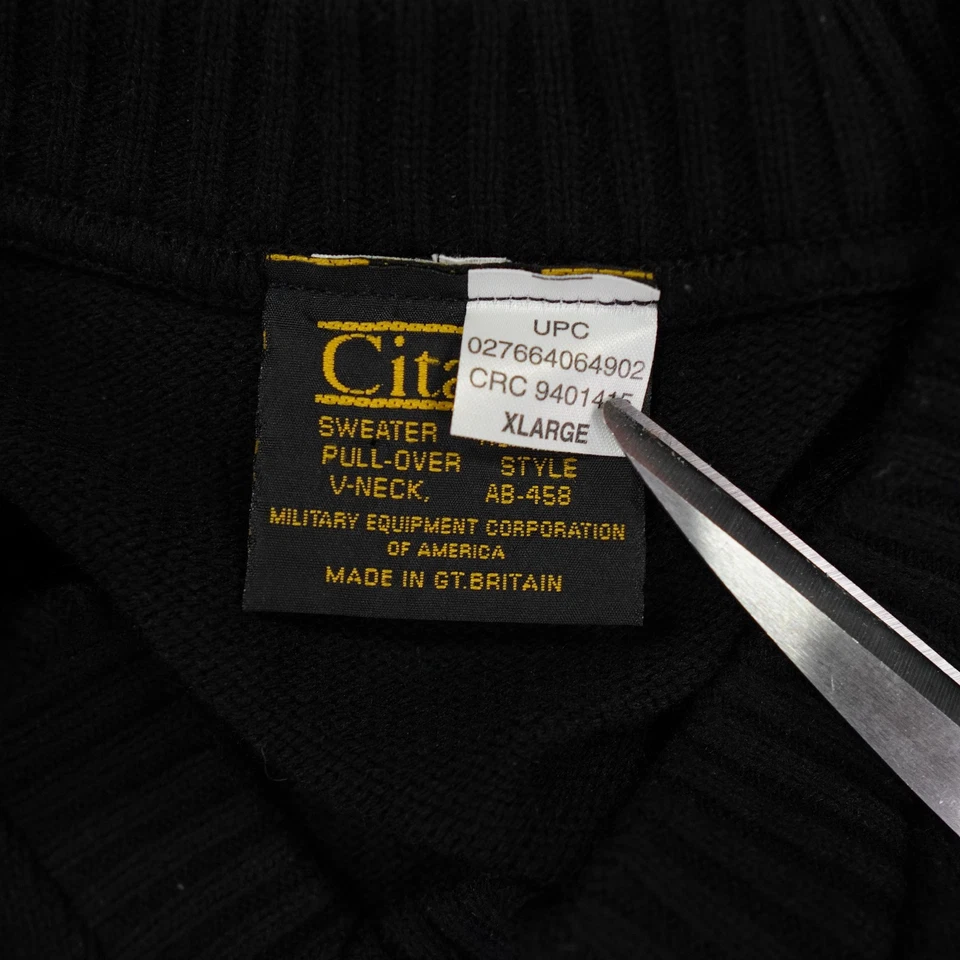 UPC
027664064902
CRC 9401415
XLARGE
Cita
SWEATER
PULL-OVER STYLE
V-NECK, AB-458
MILITARY EQUIPMENT CORPORATION
OF AMERICA
MADE IN GT.BRITAIN